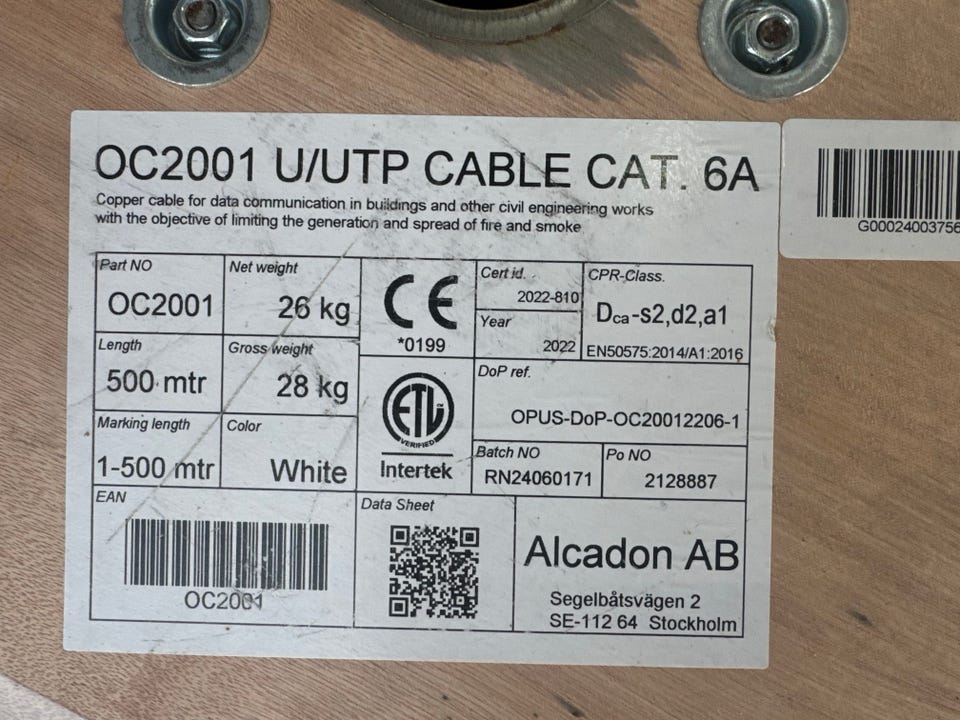 OC2001 U/UTP CABLE CAT. 6A
Copper cable for data communication in buildings and other civil engineering works
with the objective of limiting the generation and spread of fire and smoke
G00024003756
Part NO
OC2001
Net weight
26 kg
CE
*0199
Cert id.
2022-810
Year
2022
CPR-Class.
Dca-s2,d2,a1
EN50575:2014/A1:2016
Length
500 mtr
Gross weight
28 kg
ETL
VERIFIED
Intertek
DoP ref.
OPUS-DoP-OC20012206-1
Marking length
1-500 mtr
Color
White
Batch NO
RN24060171
Po NO
2128887
EAN
OC2001
Data Sheet
Alcadon AB
Segelbåtsvägen 2
SE-112 64 Stockholm